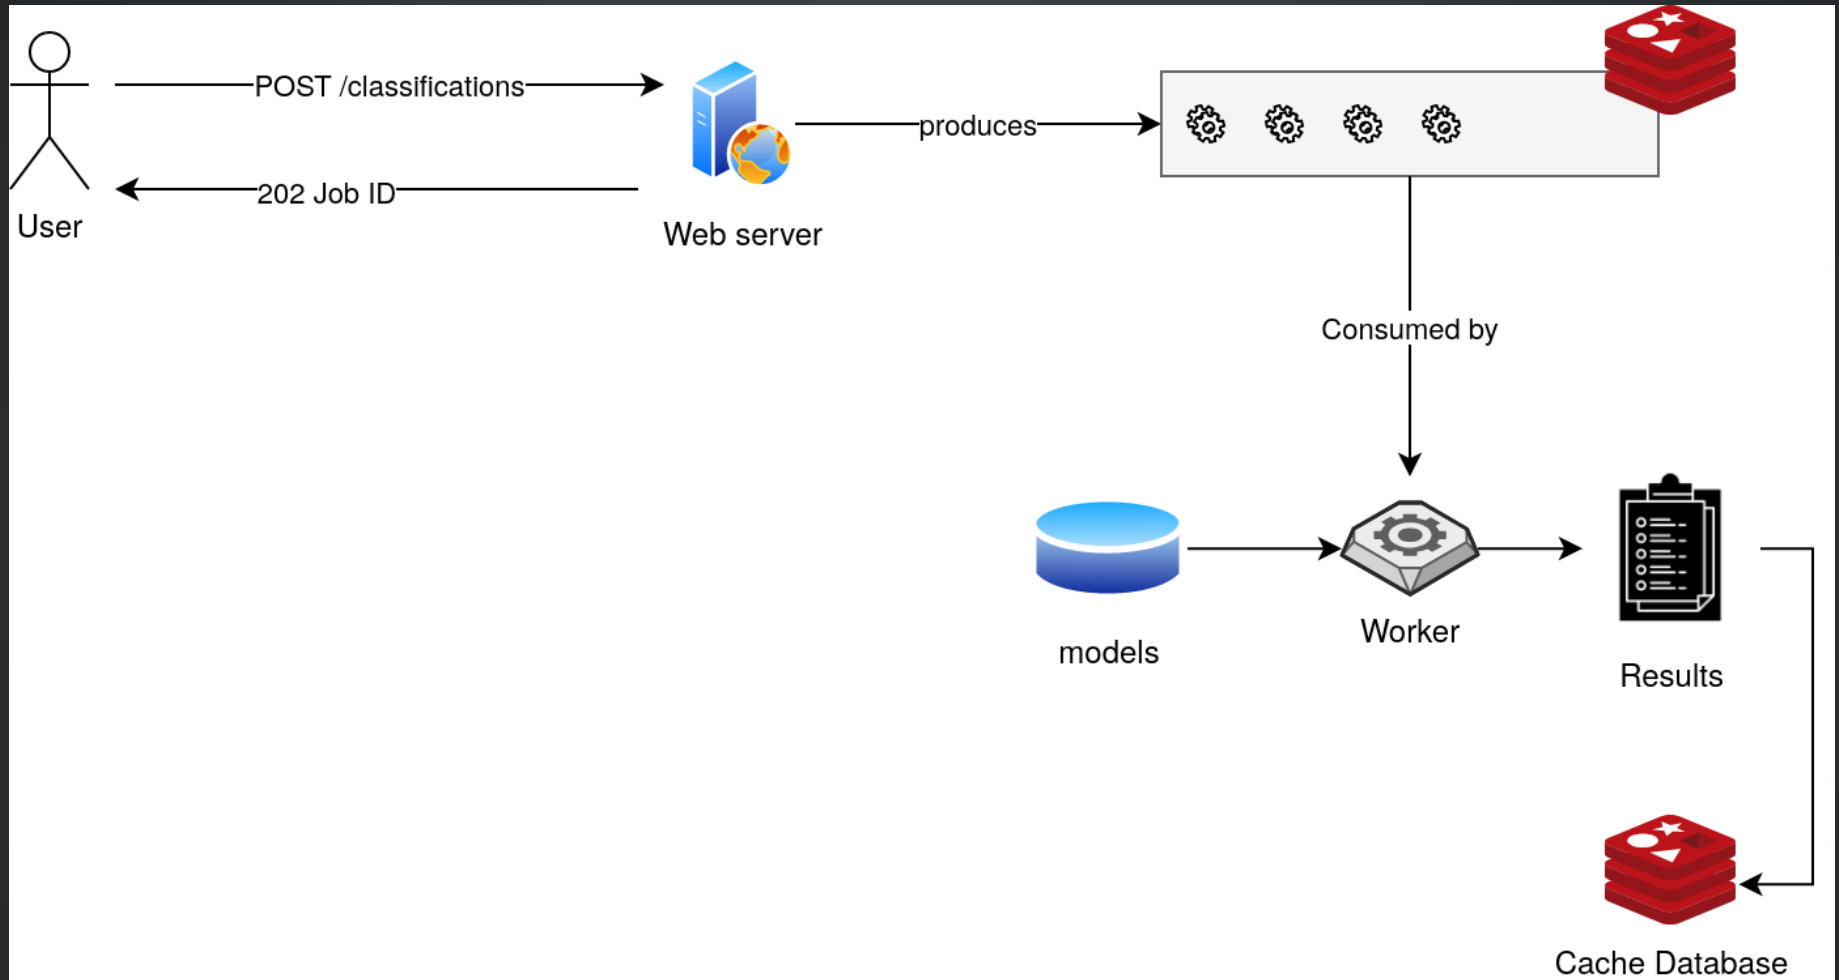 POST /classifications
produces
202 Job ID
User
Web server
Consumed by
Worker
models
Results
Cache Database